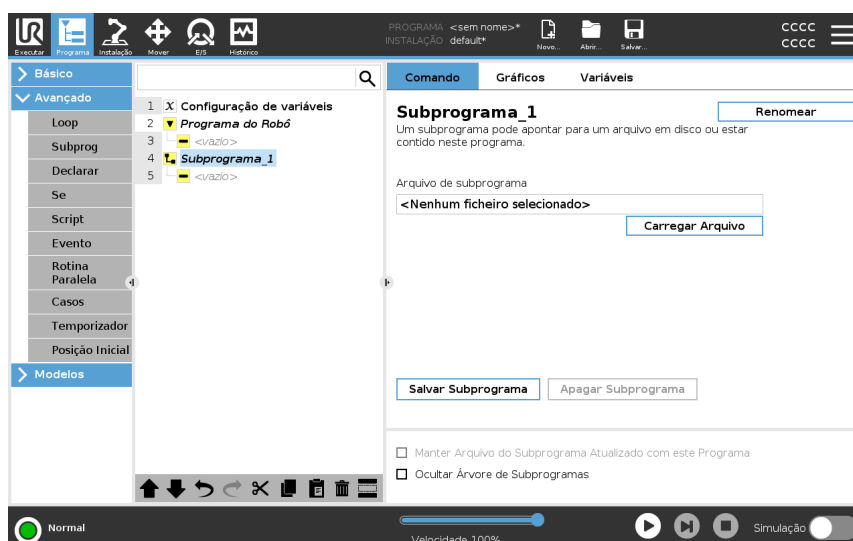 UR
Executar
Programa
Instalação
Mover
E/S
Histórico
PROGRAMA <sem nome>*
INSTALAÇÃO default*
Novo...
Abrir...
Salvar...
CCCC
CCCC
Básico
Avançado
Loop
Subprog
Declarar
Se
Script
Evento
Rotina
Paralela
Casos
Temporizador
Posição Inicial
Modelos
1 X Configuração de variáveis
2 Programa do Robô
3 <vazio>
4 Subprograma_1
5 <vazio>
Comando Gráficos Variáveis
Subprograma_1
Renomear
Um subprograma pode apontar para um arquivo em disco ou estar
contido neste programa.
Arquivo de subprograma
<Nenhum ficheiro selecionado>
Carregar Arquivo
Salvar Subprograma
Apagar Subprograma
Manter Arquivo do Subprograma Atualizado com este Programa
Ocultar Árvore de Subprogramas
Normal
Velocidade 100%
Simulação